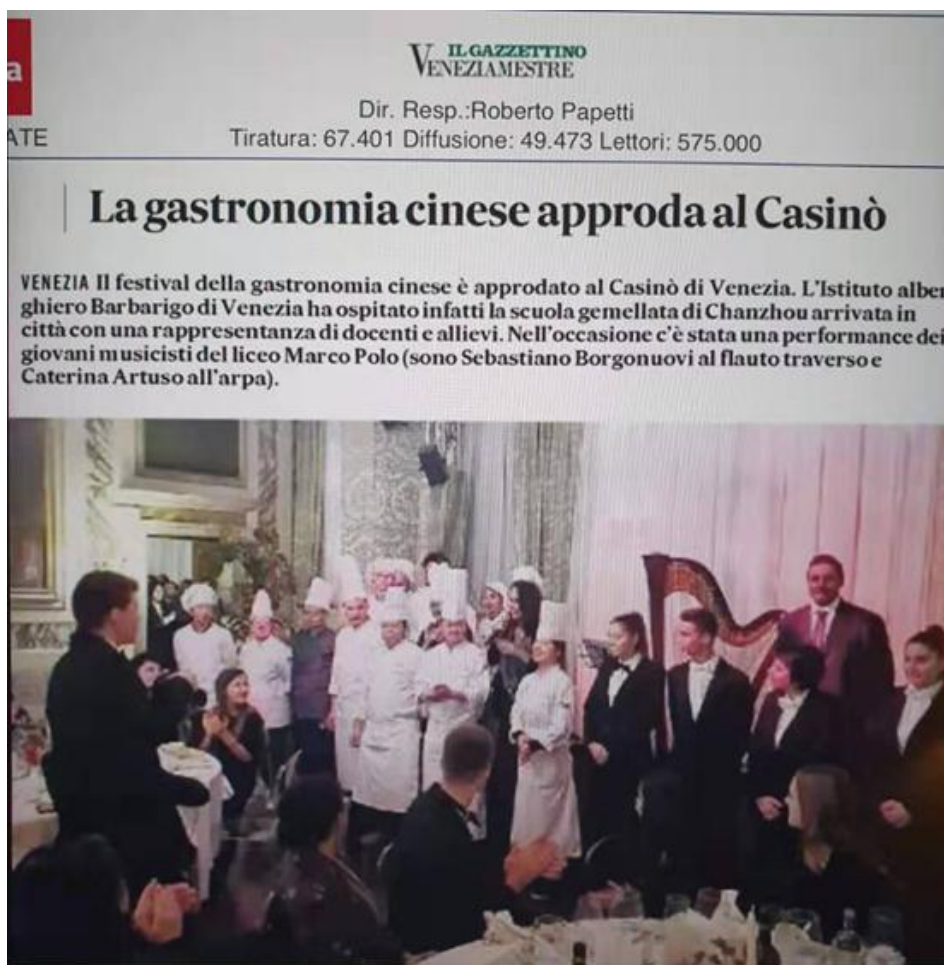 a
ATE
IL GAZZETTINO
VENEZIAMESTRE
Dir. Resp.:Roberto Papetti
Tiratura: 67.401 Diffusione: 49.473 Lettori: 575.000
La gastronomia cinese approda al Casinò
VENEZIA Il festival della gastronomia cinese è approdato al Casinò di Venezia. L'Istituto alber
ghiero Barbarigo di Venezia ha ospitato infatti la scuola gemellata di Chanzhou arrivata in
città con una rappresentanza di docenti e allievi. Nell'occasione c'è stata una performance dei
giovani musicisti del liceo Marco Polo (sono Sebastiano Borgonuovi al flauto traverso e
Caterina Artuso all'arpa).